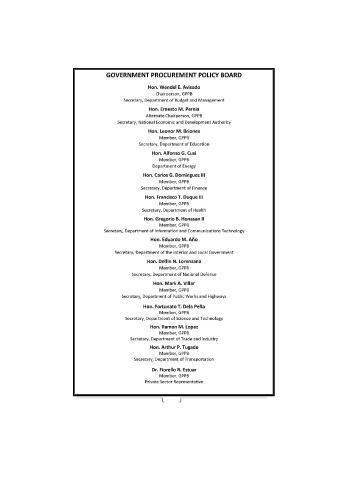 GOVERNMENT PROCUREMENT POLICY BOARD
Hon. Wendel E. Avisado
Chairperson, GPPB
Secretary, Department of Budget and Management
Hon. Ernesto M. Pernia
Alternate Chairperson, GPPB
Secretary, National Economic and Development Authority
Hon. Leonor M. Briones
Member, GPPB
Secretary, Department of Education
Hon. Alfonso G. Cusi
Member, GPPB
Department of Energy
Hon. Carlos G. Dominguez III
Member, GPPB
Secretary, Department of Finance
Hon. Francisco T. Duque III
Member, GPPB
Secretary, Department of Health
Hon. Gregorio B. Honasan II
Member, GPPB
Secretary, Department of Information and Communications Technology
Hon. Eduardo M. Año
Member, GPPB
Secretary, Department of the Interior and Local Government
Hon. Delfin N. Lorenzana
Member, GPPB
Secretary, Department of National Defense
Hon. Mark A. Villar
Member, GPPB
Secretary, Department of Public Works and Highways
Hon. Fortunato T. Dela Peña
Member, GPPB
Secretary, Department of Science and Technology
Hon. Ramon M. Lopez
Member, GPPB
Secretary, Department of Trade and Industry
Hon. Arthur P. Tugade
Member, GPPB
Secretary, Department of Transportation
Dr. Fiorello R. Estuar
Member, GPPB
Private Sector Representative